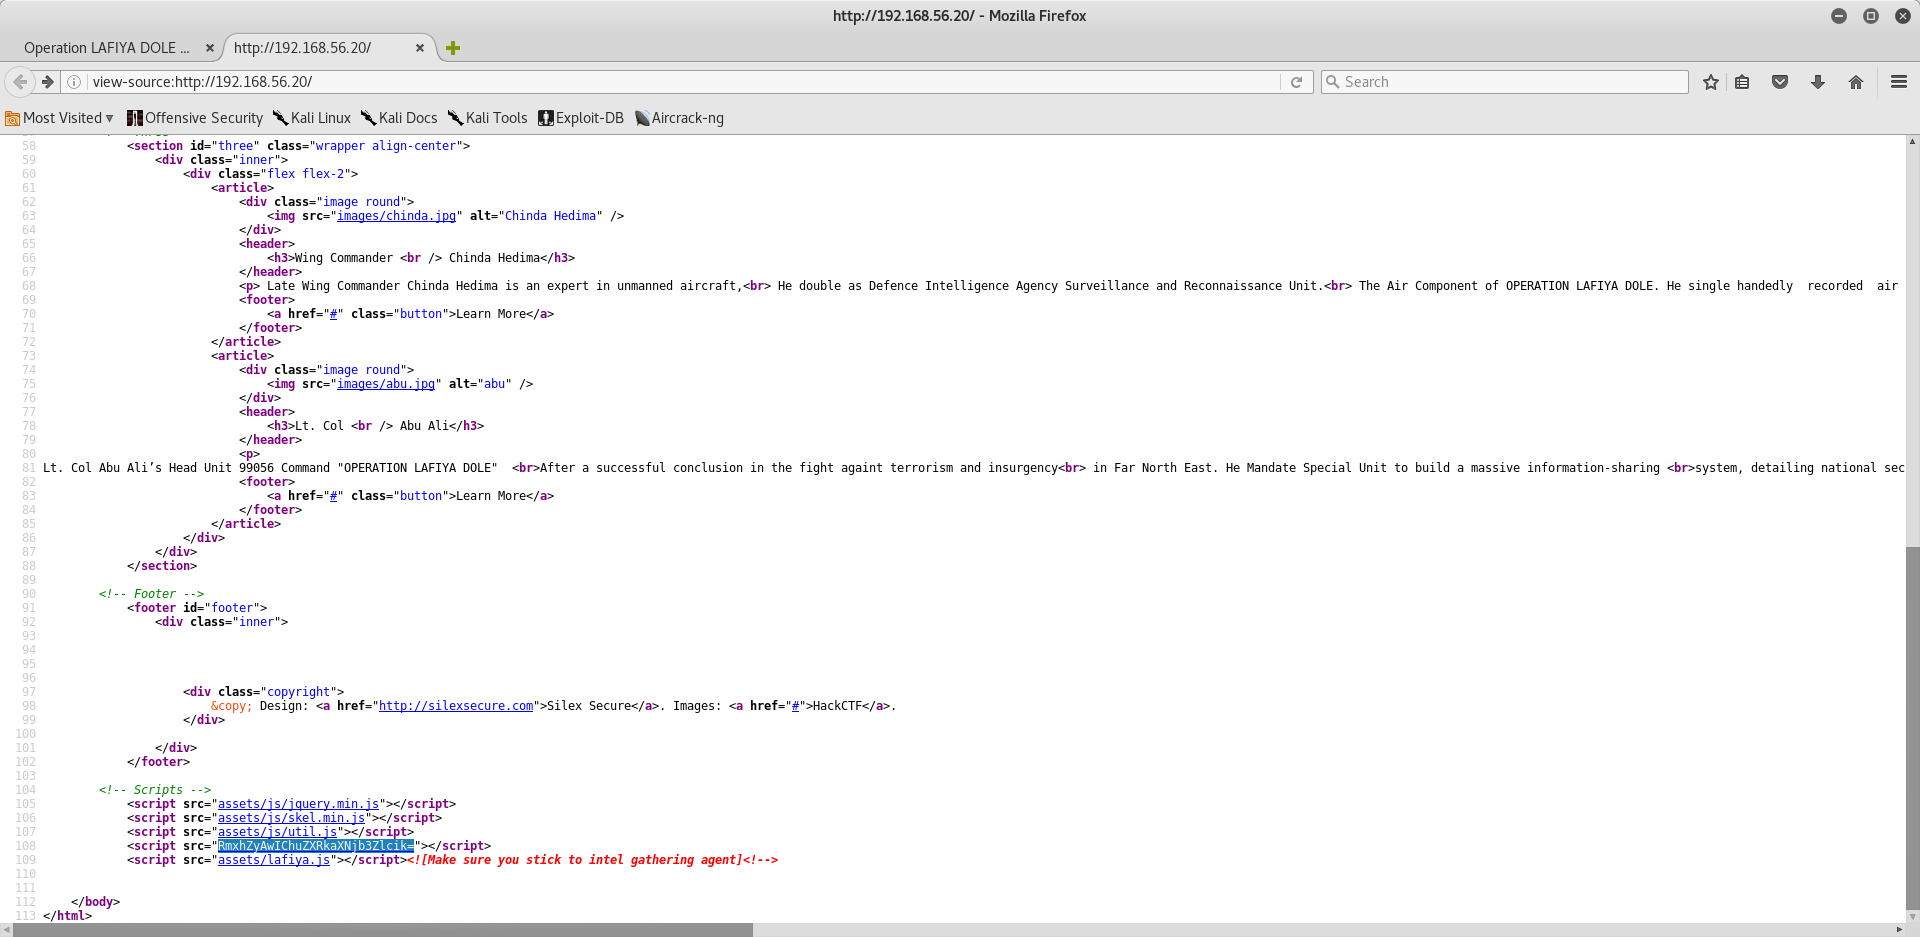 http://192.168.56.20/ - Mozilla Firefox
Operation LAFIYA DOLE ... http://192.168.56.20/
view-source:http://192.168.56.20/ Search
Most Visited Offensive Security Kali Linux Kali Docs Kali Tools Exploit-DB Aircrack-ng
58 <section id="three" class="wrapper align-center">
59 <div class="inner">
60 <div class="flex flex-2">
61 <article>
62 <div class="image round">
63 <img src="images/chinda.jpg" alt="Chinda Hedima" />
64 </div>
65 <header>
66 <h3>Wing Commander <br /> Chinda Hedima</h3>
67 </header>
68 <p> Late Wing Commander Chinda Hedima is an expert in unmanned aircraft,<br> He double as Defence Intelligence Agency Surveillance and Reconnaissance Unit.<br> The Air Component of OPERATION LAFIYA DOLE. He single handedly  recorded  air
69 <footer>
70 <a href="#" class="button">Learn More</a>
71 </footer>
72 </article>
73 <article>
74 <div class="image round">
75 <img src="images/abu.jpg" alt="abu" />
76 </div>
77 <header>
78 <h3>Lt. Col <br /> Abu Ali</h3>
79 </header>
80 <p>
81 Lt. Col Abu Ali’s Head Unit 99056 Command "OPERATION LAFIYA DOLE"  <br>After a successful conclusion in the fight againt terrorism and insurgency<br> in Far North East. He Mandate Special Unit to build a massive information-sharing <br>system, detailing national sec
82 <footer>
83 <a href="#" class="button">Learn More</a>
84 </footer>
85 </article>
86 </div>
87 </div>
88 </section>
89
90 <!-- Footer -->
91 <footer id="footer">
92 <div class="inner">
93
94
95
96
97 <div class="copyright">
98 &copy; Design: <a href="http://silexsecure.com">Silex Secure</a>. Images: <a href="#">HackCTF</a>.
99 </div>
100
101 </div>
102 </footer>
103
104 <!-- Scripts -->
105 <script src="assets/js/jquery.min.js"></script>
106 <script src="assets/js/skel.min.js"></script>
107 <script src="assets/js/util.js"></script>
108 <script src="RmxhZyAwIChuZXRkaXNjb3Zlcik="></script>
109 <script src="assets/lafiya.js"></script><![Make sure you stick to intel gathering agent]<!-->
110
111
112 </body>
113 </html>